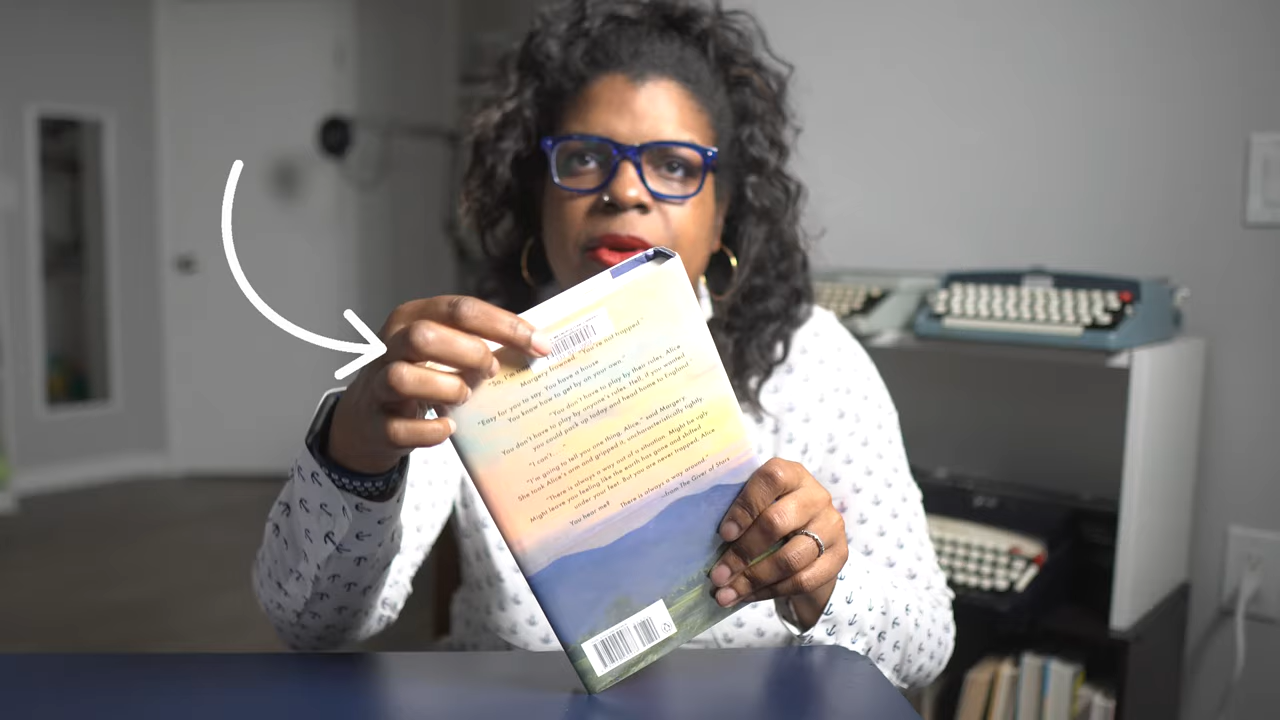 "So, I'm
Margery frowned. "You're not trapped."
"Easy for you to say. You have a house.
You know how to get by on your own."
"You don't have to play by their rules, Alice.
You don't have to play by anyone's rules. Hell, if you wanted
you could pack up today and head home to England."
"I can't. . . ."
"I'm going to tell you one thing, Alice," said Margery.
She took Alice's arm and gripped it, uncharacteristically tightly.
"There is always a way out of a situation. Might be ugly.
Might leave you feeling like the earth has gone and shifted
under your feet. But you are never trapped, Alice.
You hear me? There is always a way around."
—from The Giver of Stars